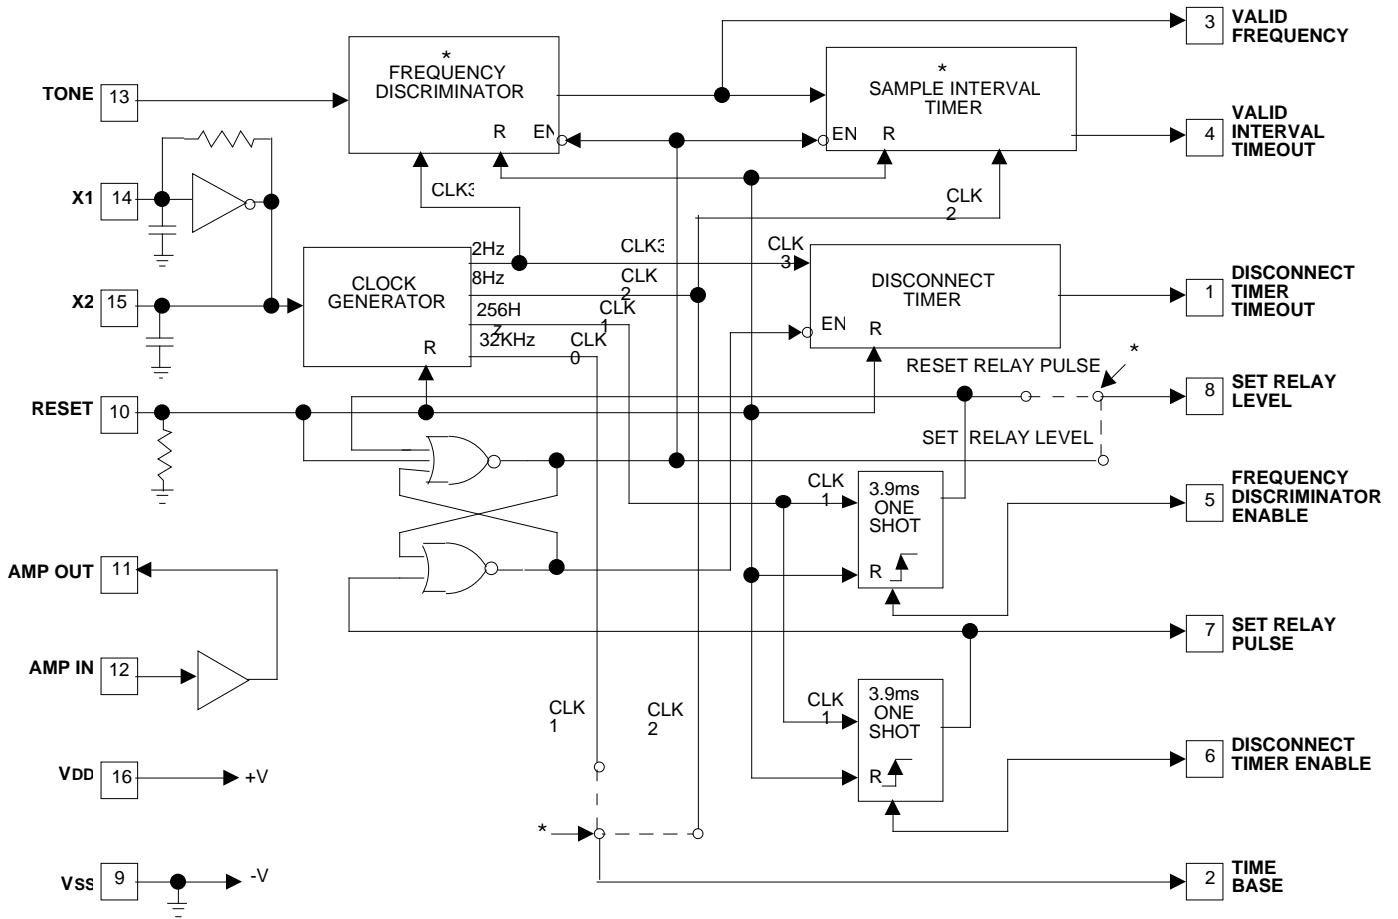 3 VALID
FREQUENCY
*
FREQUENCY
DISCRIMINATOR
R
EN
*
SAMPLE INTERVAL
TIMER
EN
R
TONE 13
4 VALID
INTERVAL
TIMEOUT
X1 14
CLK3
CLK
2
2Hz
8Hz
256H
z
32KHz
CLOCK
GENERATOR
R
CLK3
CLK
2
CLK
1
CLK
0
CLK
3
DISCONNECT
TIMER
EN
R
X2 15
1 DISCONNECT
TIMER
TIMEOUT
RESET RELAY PULSE
*
8 SET RELAY
LEVEL
RESET 10
SET RELAY LEVEL
CLK
1
3.9ms
ONE
SHOT
R
5 FREQUENCY
DISCRIMINATOR
ENABLE
AMP OUT 11
7 SET RELAY
PULSE
AMP IN 12
CLK
1
CLK
2
CLK
1
3.9ms
ONE
SHOT
R
6 DISCONNECT
TIMER ENABLE
VDD 16 +V
*
VSS 9 -V
2 TIME
BASE